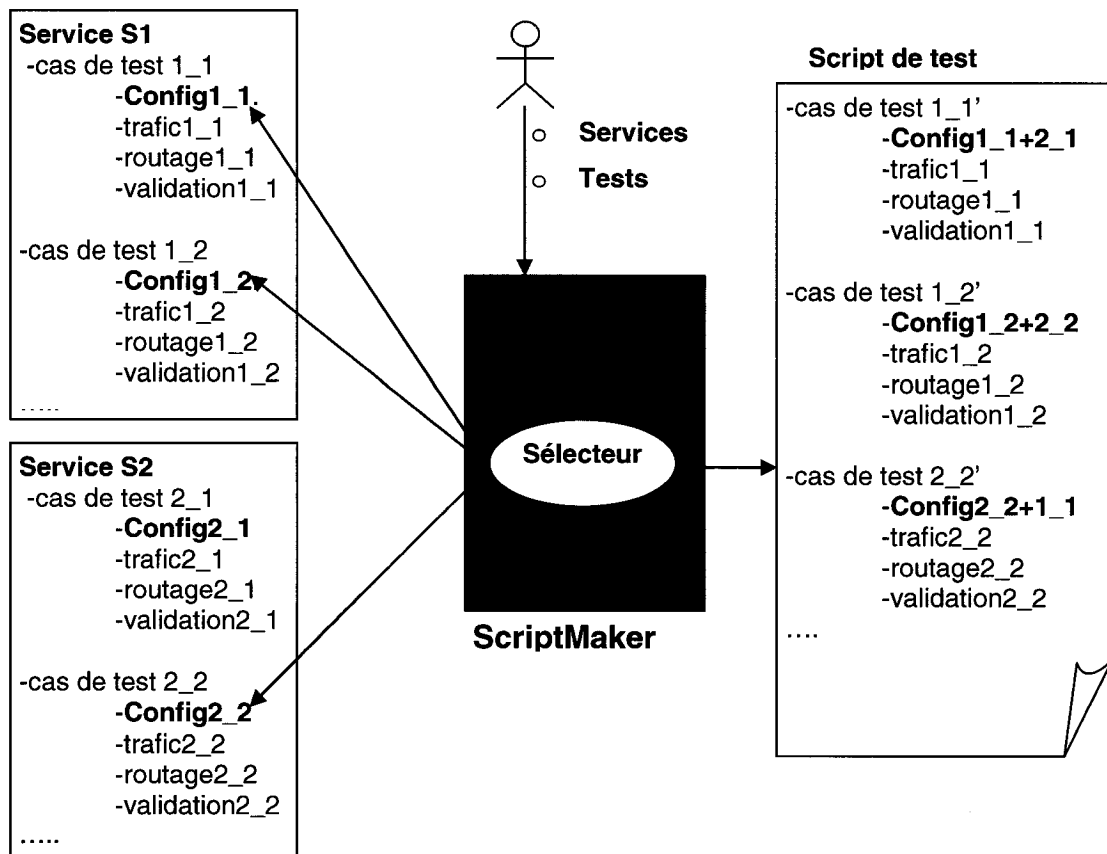 Service S1
-cas de test 1_1
-Config1_1.
-trafic1_1
-routage1_1
-validation1_1
-cas de test 1_2
-Config1_2
-trafic1_2
-routage1_2
-validation1_2
.....
Service S2
-cas de test 2_1
-Config2_1
-trafic2_1
-routage2_1
-validation2_1
-cas de test 2_2
-Config2_2
-trafic2_2
-routage2_2
-validation2_2
.....
Services
Tests
Sélecteur
ScriptMaker
Script de test
-cas de test 1_1'
-Config1_1+2_1
-trafic1_1
-routage1_1
-validation1_1
-cas de test 1_2'
-Config1_2+2_2
-trafic1_2
-routage1_2
-validation1_2
-cas de test 2_2'
-Config2_2+1_1
-trafic2_2
-routage2_2
-validation2_2
....